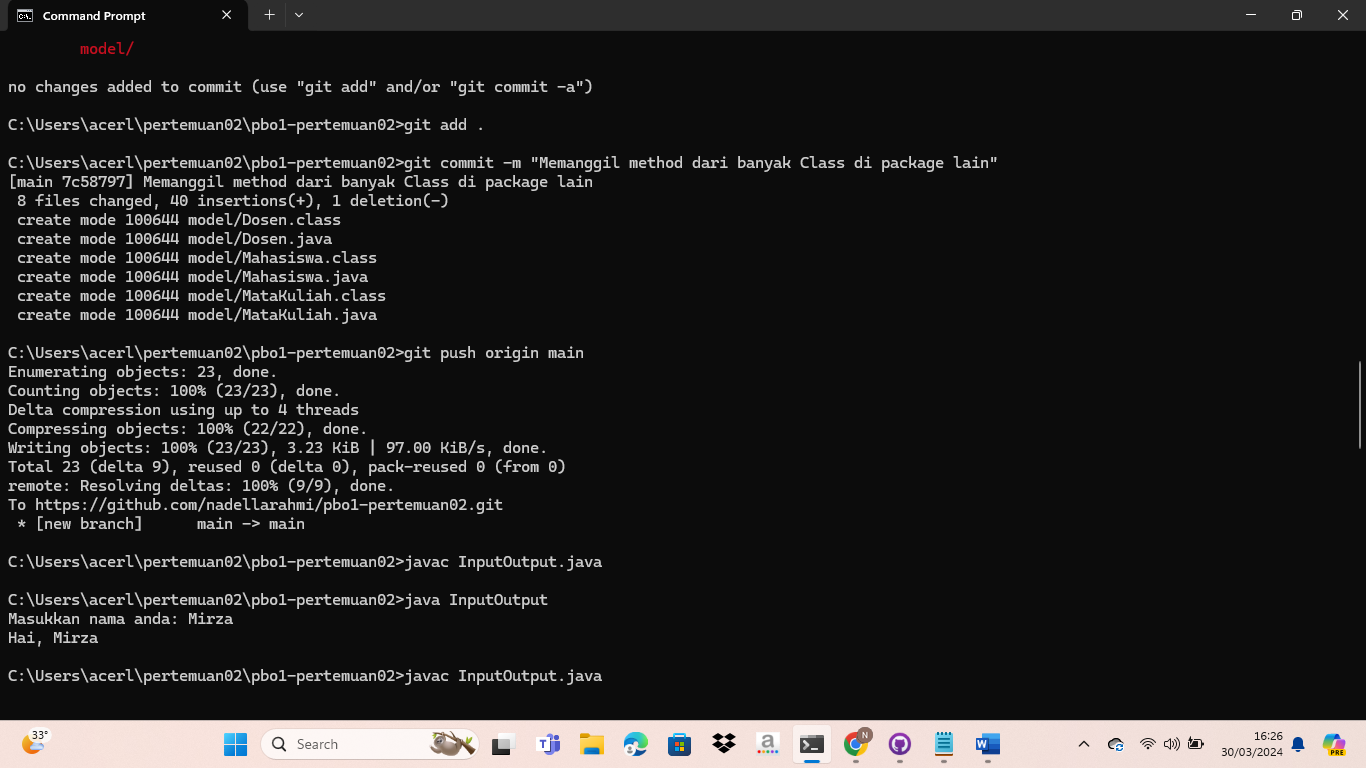 Command Prompt
model/
no changes added to commit (use "git add" and/or "git commit -a")
C:\Users\acerl\pertemuan02\pbo1-pertemuan02>git add .
C:\Users\acerl\pertemuan02\pbo1-pertemuan02>git commit -m "Memanggil method dari banyak Class di package lain"
[main 7c58797] Memanggil method dari banyak Class di package lain
8 files changed, 40 insertions(+), 1 deletion(-)
create mode 100644 model/Dosen.class
create mode 100644 model/Dosen.java
create mode 100644 model/Mahasiswa.class
create mode 100644 model/Mahasiswa.java
create mode 100644 model/MataKuliah.class
create mode 100644 model/MataKuliah.java
C:\Users\acerl\pertemuan02\pbo1-pertemuan02>git push origin main
Enumerating objects: 23, done.
Counting objects: 100% (23/23), done.
Delta compression using up to 4 threads
Compressing objects: 100% (22/22), done.
Writing objects: 100% (23/23), 3.23 KiB | 97.00 KiB/s, done.
Total 23 (delta 9), reused 0 (delta 0), pack-reused 0 (from 0)
remote: Resolving deltas: 100% (9/9), done.
To https://github.com/nadellarahmi/pbo1-pertemuan02.git
* [new branch]      main -> main
C:\Users\acerl\pertemuan02\pbo1-pertemuan02>javac InputOutput.java
C:\Users\acerl\pertemuan02\pbo1-pertemuan02>java InputOutput
Masukkan nama anda: Mirza
Hai, Mirza
C:\Users\acerl\pertemuan02\pbo1-pertemuan02>javac InputOutput.java
33°
Search
N
16:26
30/03/2024
PRE